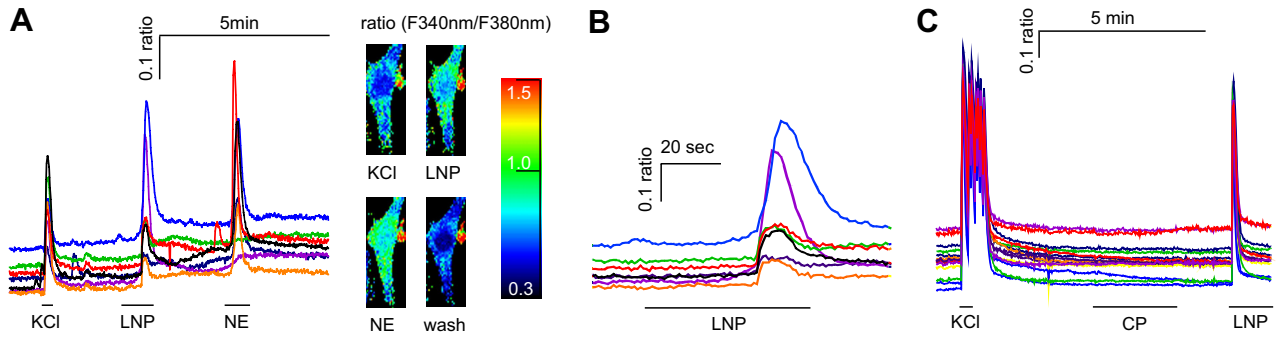 A
0.1 ratio
5min
KCl
LNP
NE
ratio (F340nm/F380nm)
KCl
LNP
NE
wash
1.5
1.0
0.3
B
0.1 ratio
20 sec
LNP
C
0.1 ratio
5 min
KCl
CP
LNP